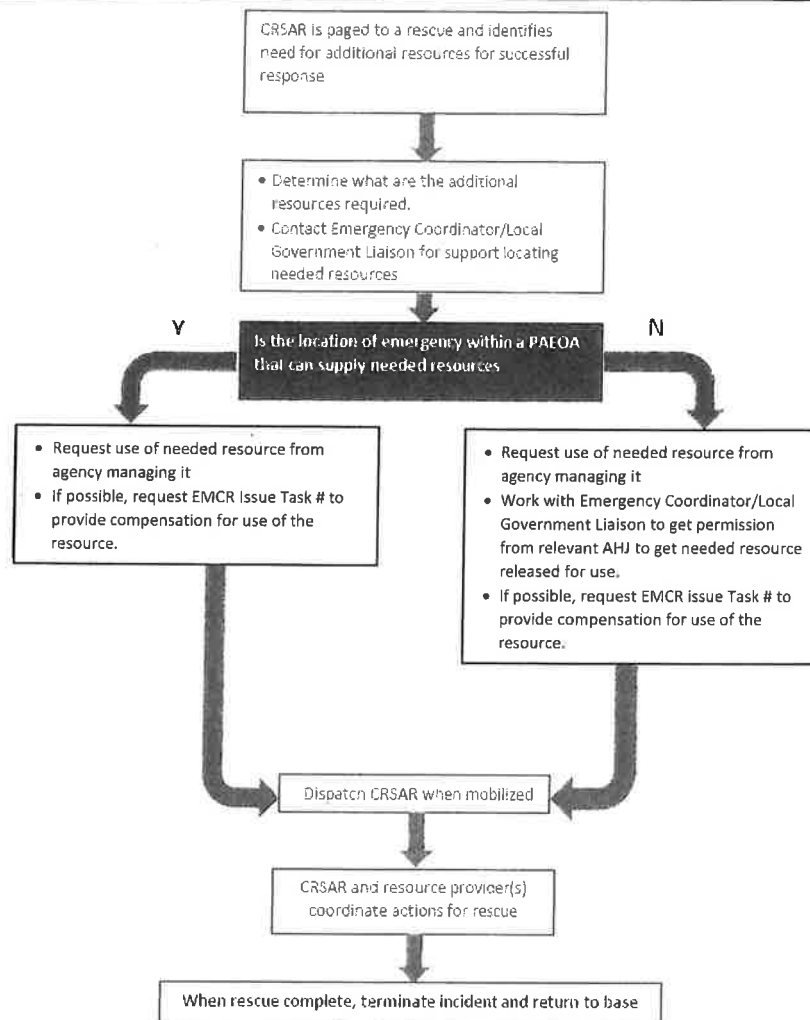 CRSAR is paged to a rescue and identifies
need for additional resources for successful
response
• Determine what are the additional
resources required.
• Contact Emergency Coordinator/Local
Government Liaison for support locating
needed resources
Y
Is the location of emergency within a PAEOA
that can supply needed resources
N
• Request use of needed resource from
agency managing it
• If possible, request EMCR Issue Task # to
provide compensation for use of the
resource.
• Request use of needed resource from
agency managing it
• Work with Emergency Coordinator/Local
Government Liaison to get permission
from relevant AHJ to get needed resource
released for use.
• If possible, request EMCR issue Task # to
provide compensation for use of the
resource.
Dispatch CRSAR when mobilized
CRSAR and resource provider(s)
coordinate actions for rescue
When rescue complete, terminate incident and return to base